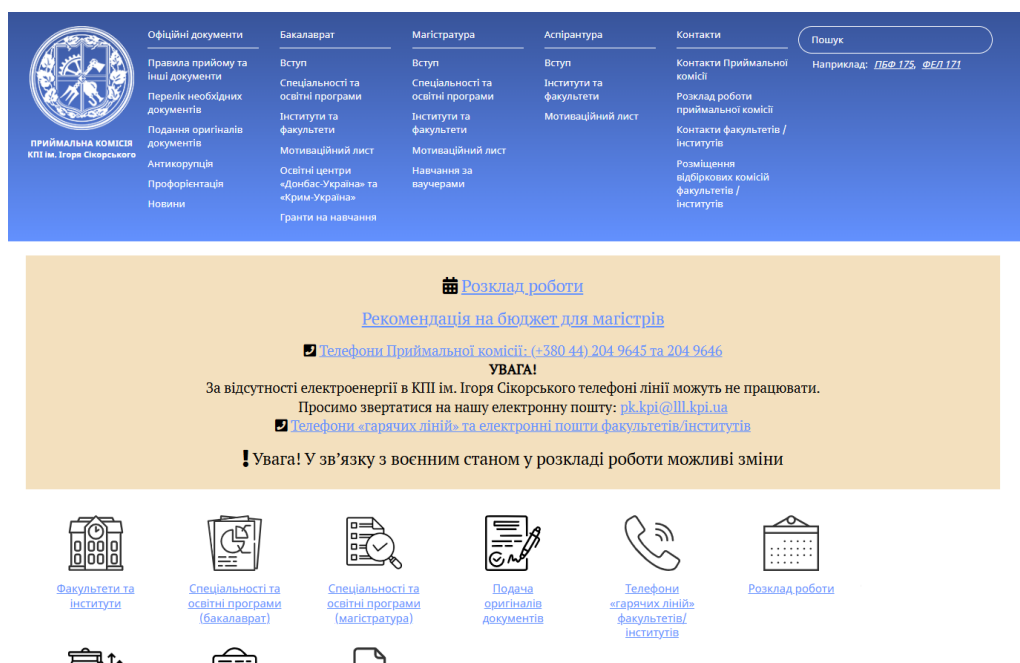 ПРИЙМАЛЬНА КОМІСІЯ
КПІ ім. Ігоря Сікорського
Офіційні документи
Правила прийому та
інші документи
Перелік необхідних
документів
Подання оригіналів
документів
Антикорупція
Профорієнтація
Новини
Бакалаврат
Вступ
Спеціальності та
освітні програми
Інститути та
факультети
Мотиваційний лист
Освітні центри
«Донбас-Україна» та
«Крим-Україна»
Гранти на навчання
Магістратура
Вступ
Спеціальності та
освітні програми
Інститути та
факультети
Мотиваційний лист
Навчання за
ваучерами
Аспірантура
Вступ
Інститути та
факультети
Мотиваційний лист
Контакти
Контакти Приймальної
комісії
Розклад роботи
приймальної комісії
Контакти факультетів /
інститутів
Розміщення
відбіркових комісій
факультетів /
інститутів
Пошук
Наприклад: ПБФ 175, ФЕЛ 171
Розклад роботи
Рекомендація на бюджет для магістрів
Телефони Приймальної комісії: (+380 44) 204 9645 та 204 9646
УВАГА!
За відсутності електроенергії в КПІ ім. Ігоря Сікорського телефоні лінії можуть не працювати.
Просимо звертатися на нашу електронну пошту: pk.kpi@lll.kpi.ua
Телефони «гарячих ліній» та електронні пошти факультетів/інститутів
Увага! У зв’язку з воєнним станом у розкладі роботи можливі зміни
Факультети та
інститути
Спеціальності та
освітні програми
(бакалаврат)
Спеціальності та
освітні програми
(магістратура)
Подача
оригіналів
документів
Телефони
«гарячих ліній»
факультетів/
інститутів
Розклад роботи